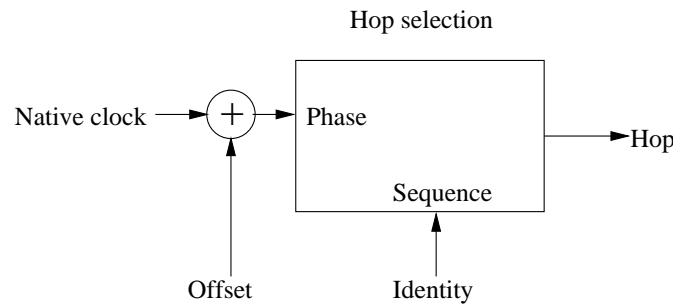 Hop selection
Native clock
+
Phase
Hop
Sequence
Offset
Identity